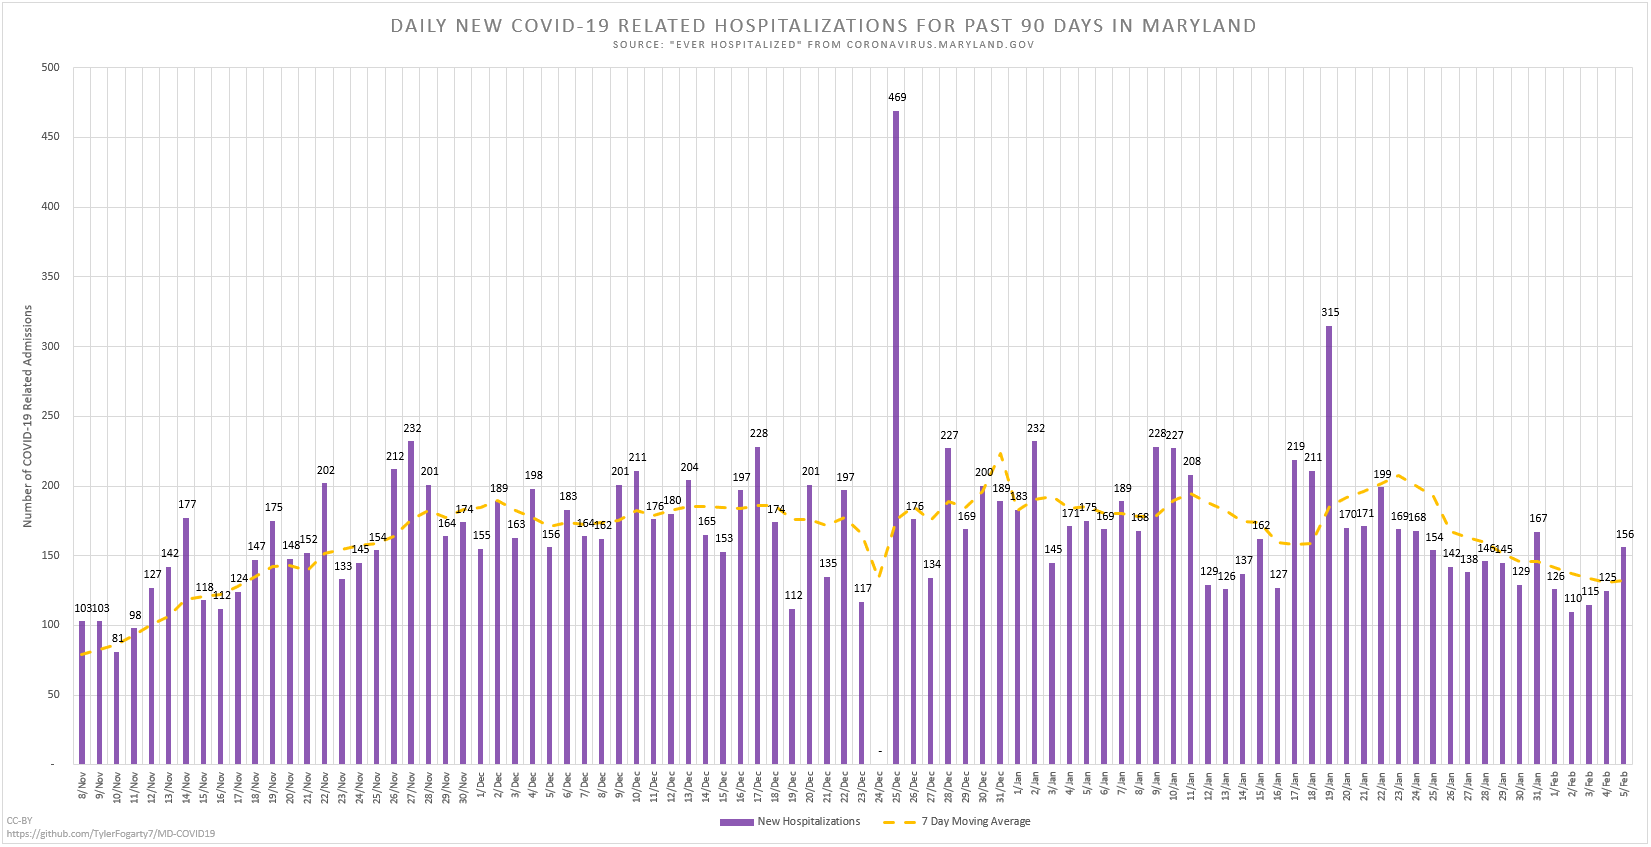 DAILY NEW COVID-19 RELATED HOSPITALIZATIONS FOR PAST 90 DAYS IN MARYLAND
SOURCE: "EVER HOSPITALIZED" FROM CORONAVIRUS.MARYLAND.GOV
Number of COVID-19 Related Admissions
500
450
400
350
300
250
200
150
100
50
-
103 103 81 98 127 142 177 118 112 124 147 175 148 152 202 133 145 154 212 232 201 164 174 155 189 163 198 156 183 164 162 201 211 176 180 204 165 153 197 228 174 112 201 135 197 117 - 469 176 134 227 169 200 189 183 232 145 171 175 169 189 168 228 227 208 129 126 137 162 127 219 211 315 170 171 199 169 168 154 142 138 146 145 129 167 126 110 115 125 156
8/Nov 9/Nov 10/Nov 11/Nov 12/Nov 13/Nov 14/Nov 15/Nov 16/Nov 17/Nov 18/Nov 19/Nov 20/Nov 21/Nov 22/Nov 23/Nov 24/Nov 25/Nov 26/Nov 27/Nov 28/Nov 29/Nov 30/Nov 1/Dec 2/Dec 3/Dec 4/Dec 5/Dec 6/Dec 7/Dec 8/Dec 9/Dec 10/Dec 11/Dec 12/Dec 13/Dec 14/Dec 15/Dec 16/Dec 17/Dec 18/Dec 19/Dec 20/Dec 21/Dec 22/Dec 23/Dec 24/Dec 25/Dec 26/Dec 27/Dec 28/Dec 29/Dec 30/Dec 31/Dec 1/Jan 2/Jan 3/Jan 4/Jan 5/Jan 6/Jan 7/Jan 8/Jan 9/Jan 10/Jan 11/Jan 12/Jan 13/Jan 14/Jan 15/Jan 16/Jan 17/Jan 18/Jan 19/Jan 20/Jan 21/Jan 22/Jan 23/Jan 24/Jan 25/Jan 26/Jan 27/Jan 28/Jan 29/Jan 30/Jan 31/Jan 1/Feb 2/Feb 3/Feb 4/Feb 5/Feb
New Hospitalizations 7 Day Moving Average
CC-BY
https://github.com/TylerFogarty7/MD-COVID19